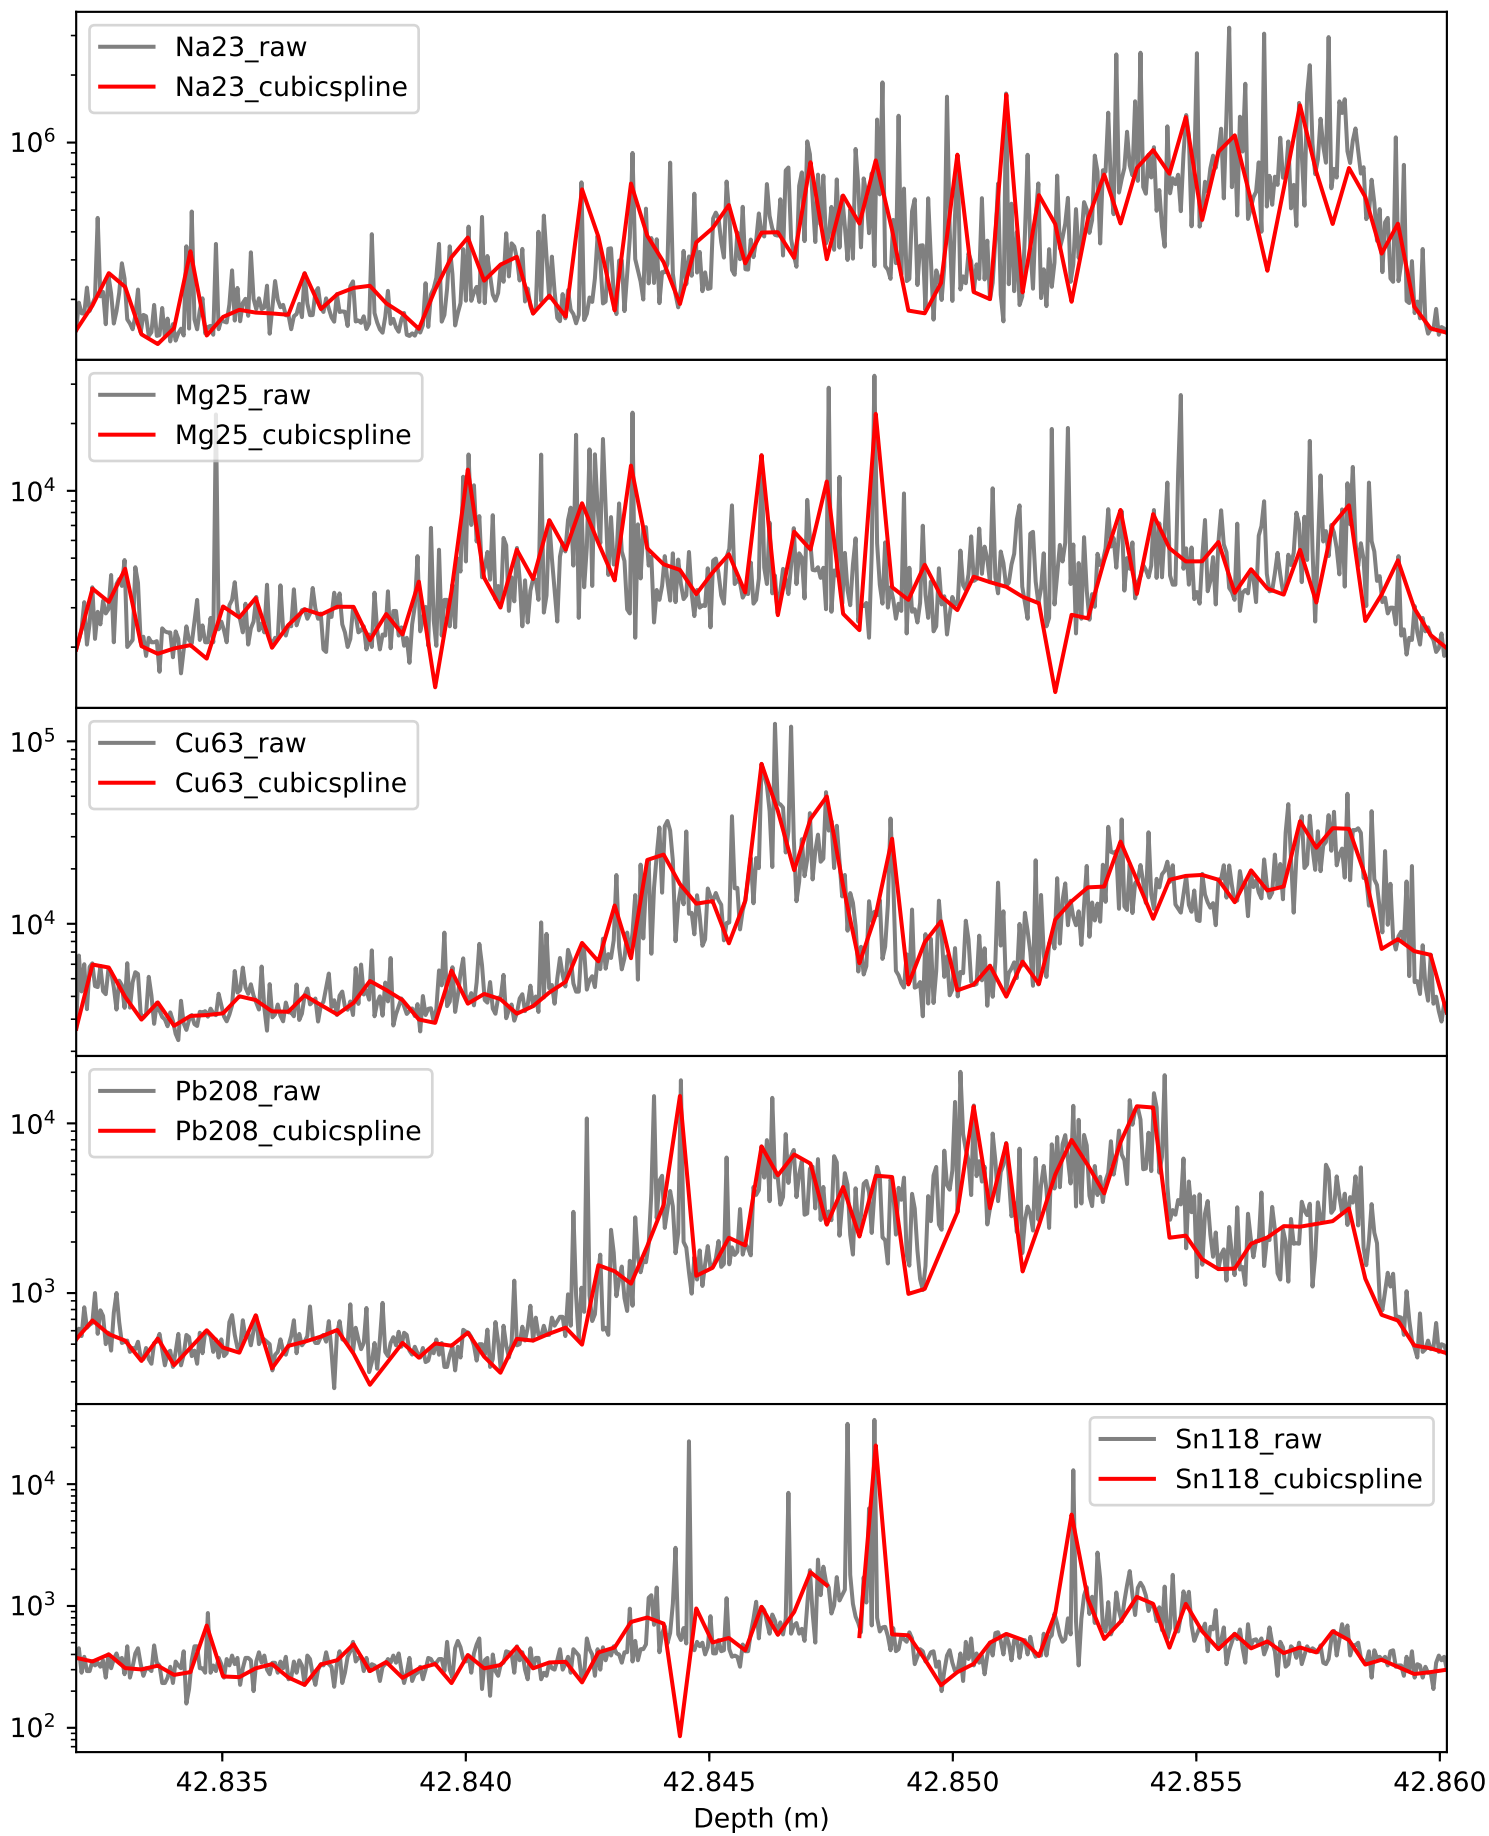 Na23_raw
Na23_cubicspline
10^6
Mg25_raw
Mg25_cubicspline
10^4
10^5
Cu63_raw
Cu63_cubicspline
10^4
Pb208_raw
10^4
Pb208_cubicspline
10^3
Sn118_raw
Sn118_cubicspline
10^4
10^3
10^2
42.835 42.840 42.845 42.850 42.855 42.860
Depth (m)